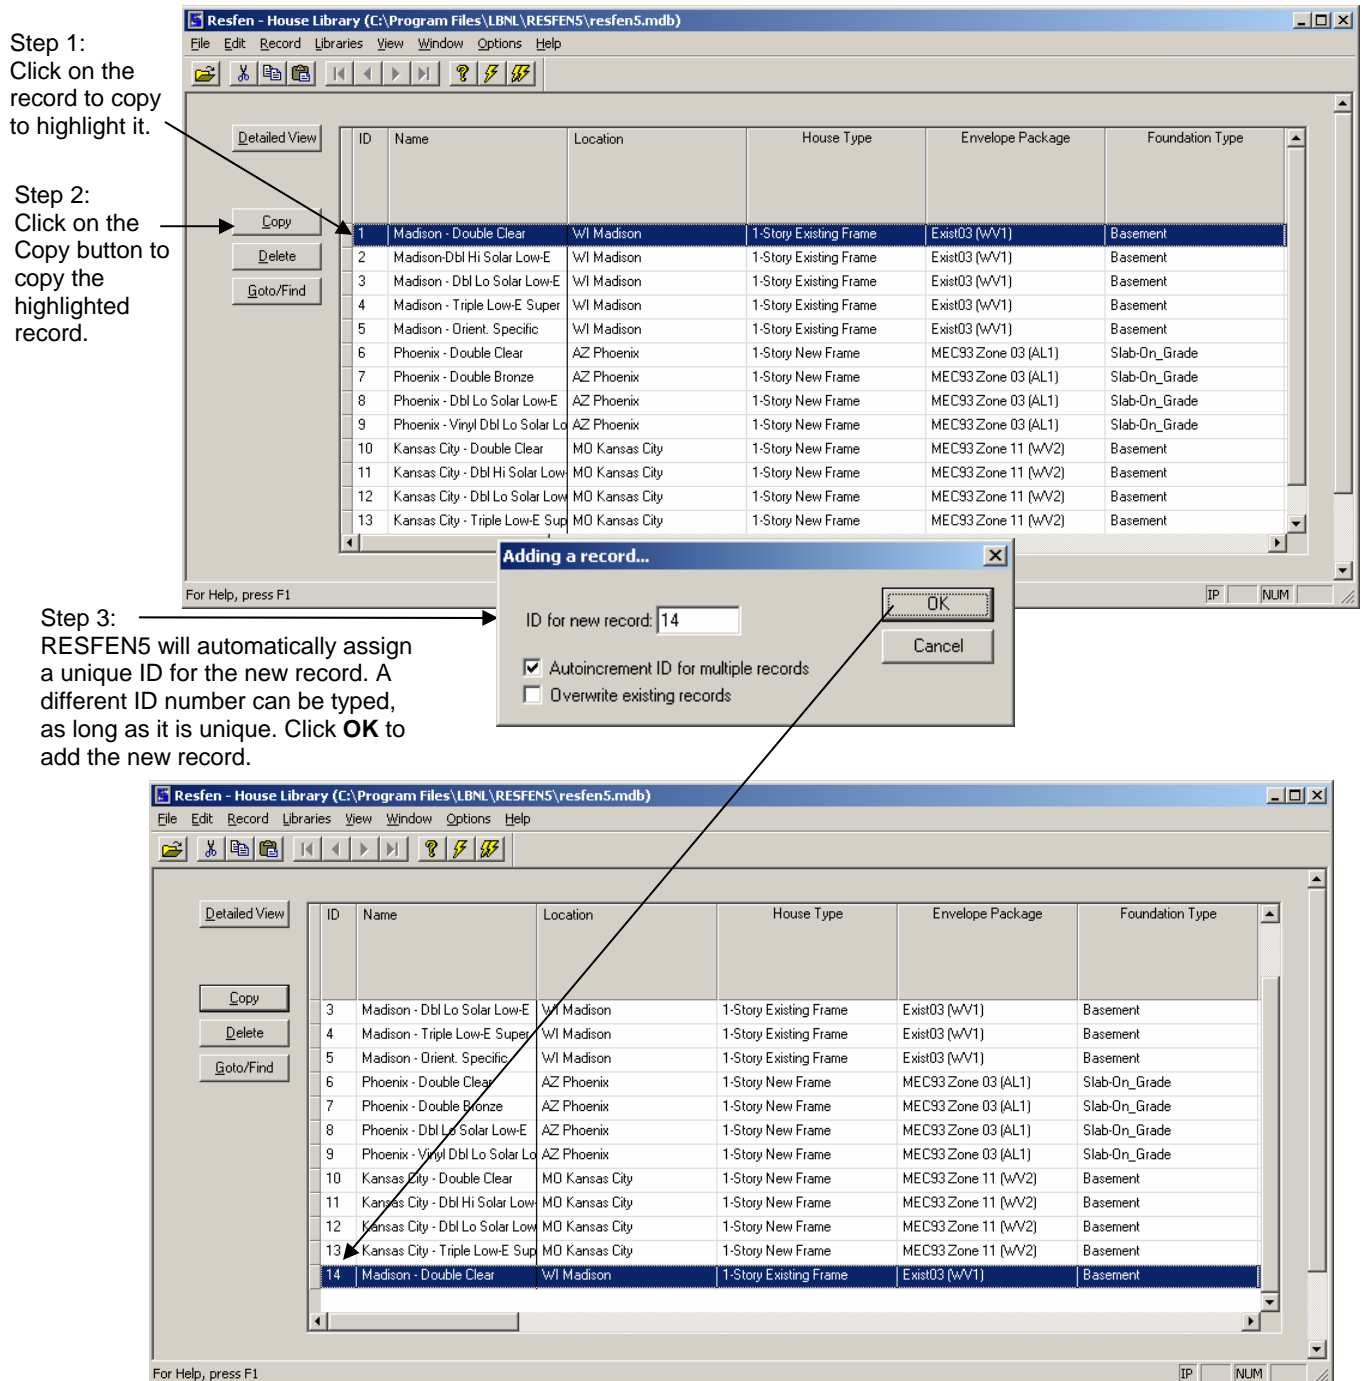 Resfen - House Library (C:\Program Files\LBNL\RESFEN5\resfen5.mdb)
File Edit Record Libraries View Window Options Help
Step 1:
Click on the
record to copy
to highlight it.
Step 2:
Click on the
Copy button to
copy the
highlighted
record.
Detailed View
Copy
Delete
Goto/Find
ID Name Location House Type Envelope Package Foundation Type
1 Madison - Double Clear WI Madison 1-Story Existing Frame Exist03 (WV1) Basement
2 Madison-Dbl Hi Solar Low-E WI Madison 1-Story Existing Frame Exist03 (WV1) Basement
3 Madison - Dbl Lo Solar Low-E WI Madison 1-Story Existing Frame Exist03 (WV1) Basement
4 Madison - Triple Low-E Super WI Madison 1-Story Existing Frame Exist03 (WV1) Basement
5 Madison - Orient. Specific WI Madison 1-Story Existing Frame Exist03 (WV1) Basement
6 Phoenix - Double Clear AZ Phoenix 1-Story New Frame MEC93 Zone 03 (AL1) Slab-On_Grade
7 Phoenix - Double Bronze AZ Phoenix 1-Story New Frame MEC93 Zone 03 (AL1) Slab-On_Grade
8 Phoenix - Dbl Lo Solar Low-E AZ Phoenix 1-Story New Frame MEC93 Zone 03 (AL1) Slab-On_Grade
9 Phoenix - Vinyl Dbl Lo Solar Lo AZ Phoenix 1-Story New Frame MEC93 Zone 03 (AL1) Slab-On_Grade
10 Kansas City - Double Clear MO Kansas City 1-Story New Frame MEC93 Zone 11 (WV2) Basement
11 Kansas City - Dbl Hi Solar Low- MO Kansas City 1-Story New Frame MEC93 Zone 11 (WV2) Basement
12 Kansas City - Dbl Lo Solar Low MO Kansas City 1-Story New Frame MEC93 Zone 11 (WV2) Basement
13 Kansas City - Triple Low-E Sup MO Kansas City 1-Story New Frame MEC93 Zone 11 (WV2) Basement
For Help, press F1 IP NUM
Adding a record...
ID for new record: 14
Autoincrement ID for multiple records
Overwrite existing records
OK
Cancel
Step 3:
RESFEN5 will automatically assign
a unique ID for the new record. A
different ID number can be typed,
as long as it is unique. Click OK to
add the new record.
Resfen - House Library (C:\Program Files\LBNL\RESFEN5\resfen5.mdb)
File Edit Record Libraries View Window Options Help
Detailed View
Copy
Delete
Goto/Find
ID Name Location House Type Envelope Package Foundation Type
3 Madison - Dbl Lo Solar Low-E WI Madison 1-Story Existing Frame Exist03 (WV1) Basement
4 Madison - Triple Low-E Super WI Madison 1-Story Existing Frame Exist03 (WV1) Basement
5 Madison - Orient. Specific WI Madison 1-Story Existing Frame Exist03 (WV1) Basement
6 Phoenix - Double Clear AZ Phoenix 1-Story New Frame MEC93 Zone 03 (AL1) Slab-On_Grade
7 Phoenix - Double Bronze AZ Phoenix 1-Story New Frame MEC93 Zone 03 (AL1) Slab-On_Grade
8 Phoenix - Dbl Lo Solar Low-E AZ Phoenix 1-Story New Frame MEC93 Zone 03 (AL1) Slab-On_Grade
9 Phoenix - Vinyl Dbl Lo Solar Lo AZ Phoenix 1-Story New Frame MEC93 Zone 03 (AL1) Slab-On_Grade
10 Kansas City - Double Clear MO Kansas City 1-Story New Frame MEC93 Zone 11 (WV2) Basement
11 Kansas City - Dbl Hi Solar Low- MO Kansas City 1-Story New Frame MEC93 Zone 11 (WV2) Basement
12 Kansas City - Dbl Lo Solar Low MO Kansas City 1-Story New Frame MEC93 Zone 11 (WV2) Basement
13 Kansas City - Triple Low-E Sup MO Kansas City 1-Story New Frame MEC93 Zone 11 (WV2) Basement
14 Madison - Double Clear WI Madison 1-Story Existing Frame Exist03 (WV1) Basement
For Help, press F1 IP NUM